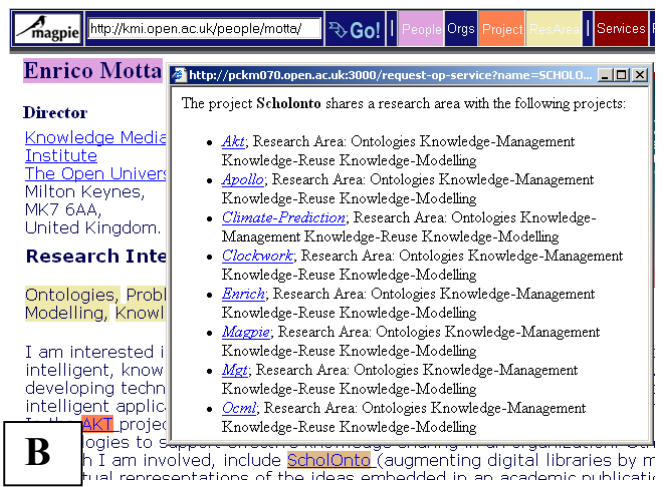 magpie http://kmi.open.ac.uk/people/motta/ Go! People Orgs Project ResArea Services
Enrico Motta
http://pckm070.open.ac.uk:3000/request-op-service?name=SCHOLO...
The project Scholonto shares a research area with the following projects:
Akt; Research Area: Ontologies Knowledge-Management
Knowledge-Reuse Knowledge-Modelling
Apollo; Research Area: Ontologies Knowledge-Management
Knowledge-Reuse Knowledge-Modelling
Climate-Prediction; Research Area: Ontologies Knowledge-
Management Knowledge-Reuse Knowledge-Modelling
Clockwork; Research Area: Ontologies Knowledge-Management
Knowledge-Reuse Knowledge-Modelling
Enrich; Research Area: Ontologies Knowledge-Management
Knowledge-Reuse Knowledge-Modelling
Magpie; Research Area: Ontologies Knowledge-Management
Knowledge-Reuse Knowledge-Modelling
Mgt; Research Area: Ontologies Knowledge-Management
Knowledge-Reuse Knowledge-Modelling
Ocml; Research Area: Ontologies Knowledge-Management
Knowledge-Reuse Knowledge-Modelling
Director
Knowledge Media
Institute
The Open Univers
Milton Keynes,
MK7 6AA,
United Kingdom.
Research Inte
Ontologies, Probl
Modelling, Knowl
I am interested i
intelligent, know
developing techn
intelligent applic
AKT projec
ologies to
h I am involved, include ScholOnto (augmenting digital libraries by m
tual representations of the ideas embedded in an academic publicati
B